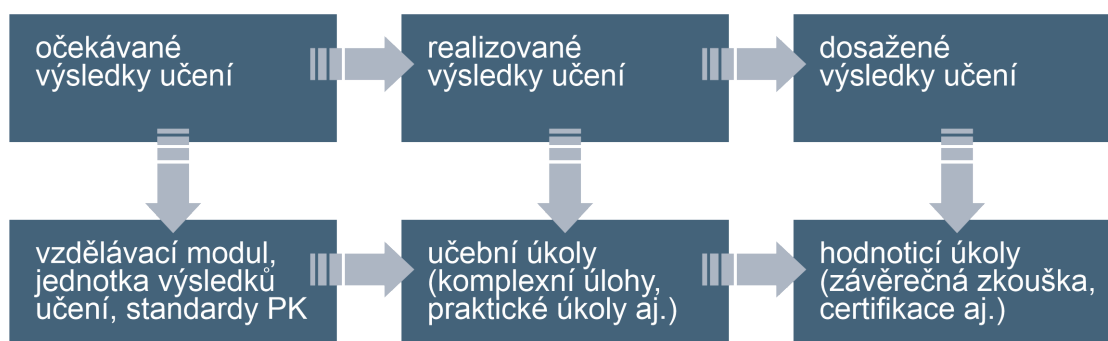 očekávané
výsledky učení
realizované
výsledky učení
dosažené
výsledky učení
vzdělávací modul,
jednotka výsledků
učení, standardy PK
učební úkoly
(komplexní úlohy,
praktické úkoly aj.)
hodnoticí úkoly
(závěrečná zkouška,
certifikace aj.)